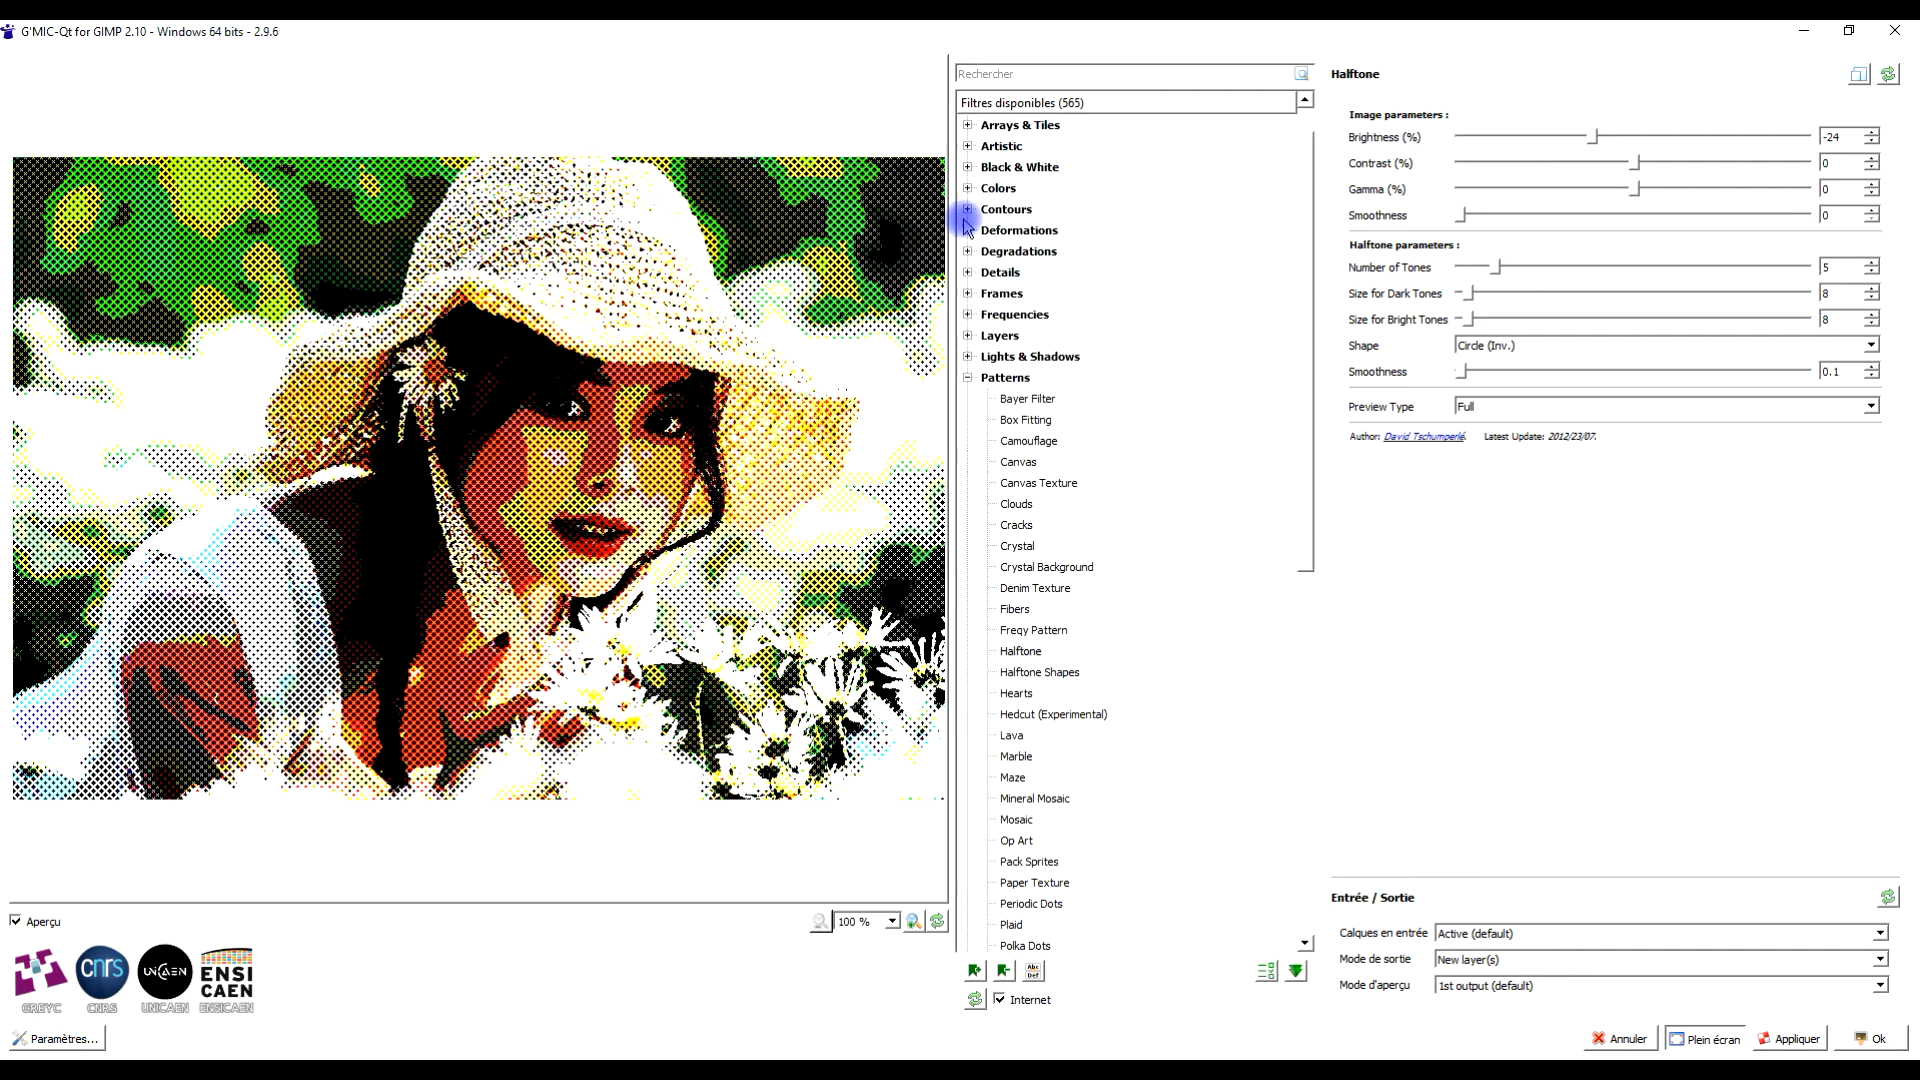 G'MIC-Qt for GIMP 2.10 - Windows 64 bits - 2.9.6
Rechercher
Filtres disponibles (565)
Arrays & Tiles
Artistic
Black & White
Colors
Contours
Deformations
Degradations
Details
Frames
Frequencies
Layers
Lights & Shadows
Patterns
Bayer Filter
Box Fitting
Camouflage
Canvas
Canvas Texture
Clouds
Cracks
Crystal
Crystal Background
Denim Texture
Fibers
Freqy Pattern
Halftone
Halftone Shapes
Hearts
Hedcut (Experimental)
Lava
Marble
Maze
Mineral Mosaic
Mosaic
Op Art
Pack Sprites
Paper Texture
Periodic Dots
Plaid
Polka Dots
Abc
Def
Internet
Halftone
Image parameters :
Brightness (%) -24
Contrast (%) 0
Gamma (%) 0
Smoothness 0
Halftone parameters :
Number of Tones 5
Size for Dark Tones 8
Size for Bright Tones 8
Shape Circle (Inv.)
Smoothness 0.1
Preview Type Full
Author: David Tschumperlé. Latest Update: 2012/23/07.
Entrée / Sortie
Calques en entrée Active (default)
Mode de sortie New layer(s)
Mode d'aperçu 1st output (default)
Aperçu
100 %
GREYC
cnrs
CNRS
UNICAEN
UNICAEN
ENSI
CAEN
ENSICAEN
Paramètres...
Annuler
Plein écran
Appliquer
Ok